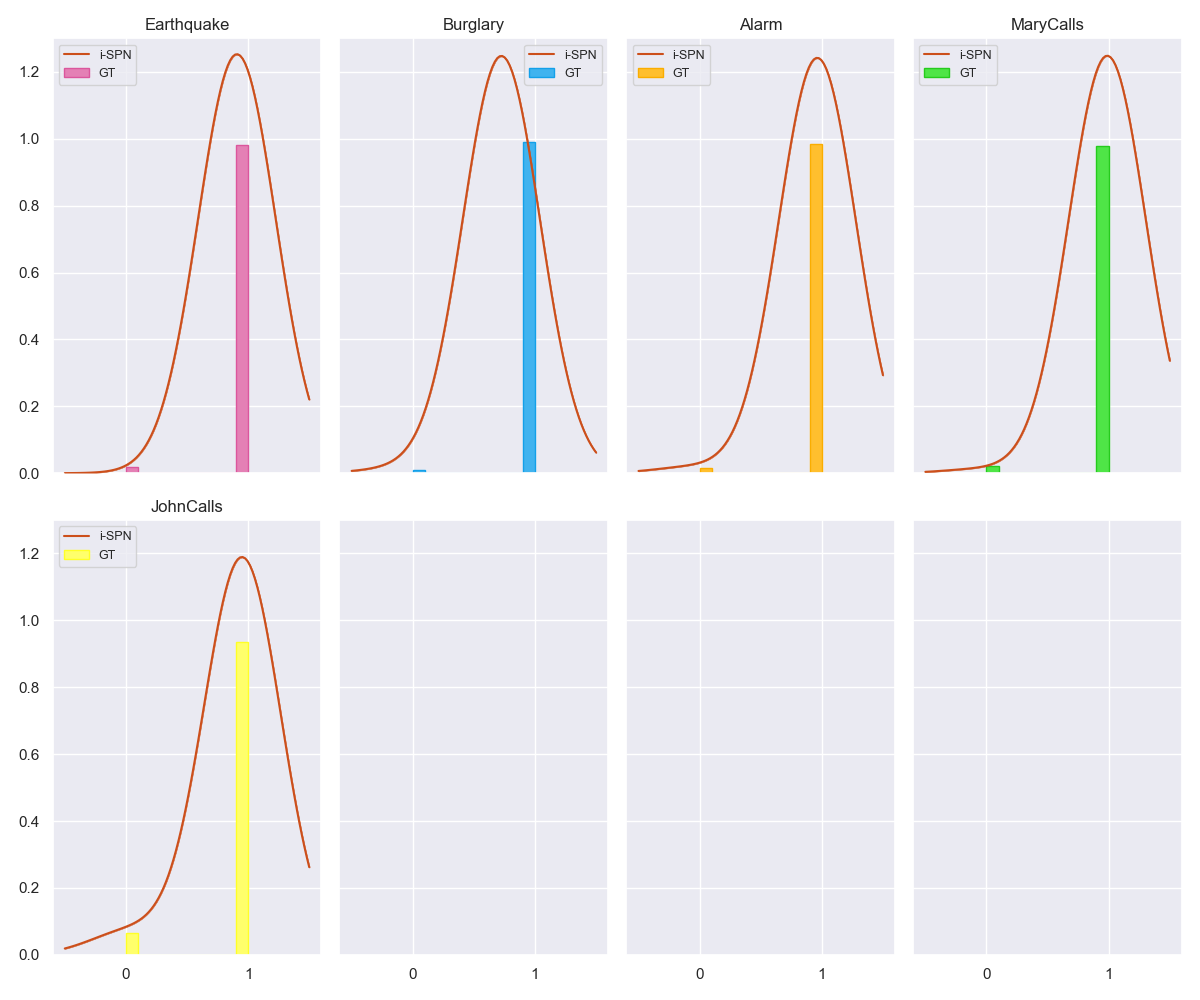 Earthquake
Burglary
Alarm
MaryCalls
i-SPN
GT
i-SPN
GT
i-SPN
GT
i-SPN
GT
1.2
1.0
0.8
0.6
0.4
0.2
0.0
JohnCalls
i-SPN
GT
1.2
1.0
0.8
0.6
0.4
0.2
0.0
0 1
0 1
0 1
0 1